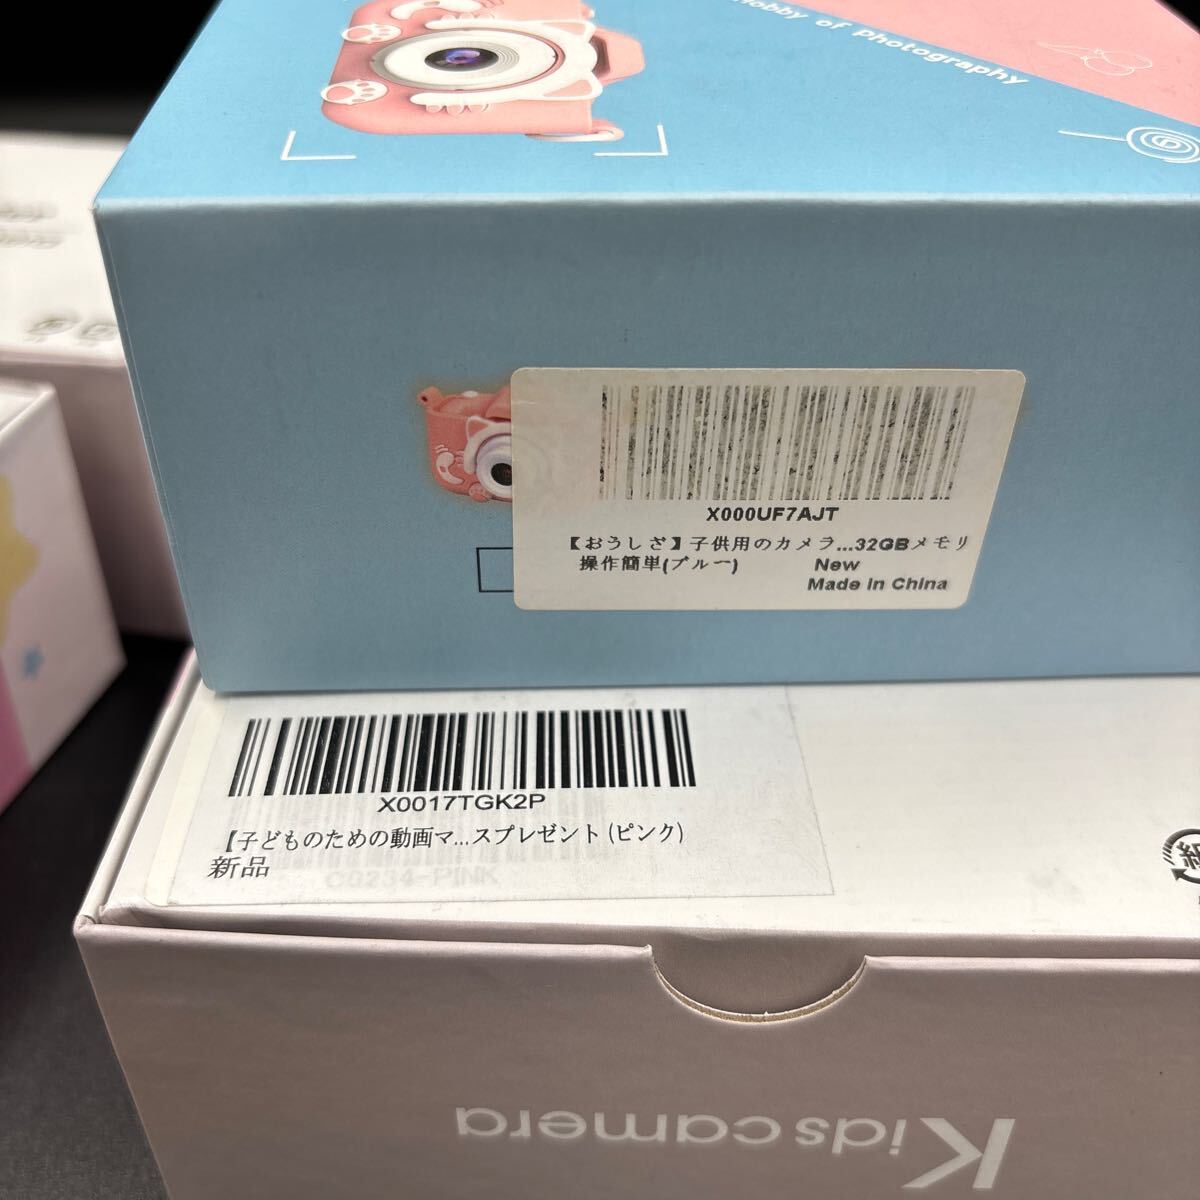 Hobby of Photography
X000UF7AJT
【おうしざ】子供用のカメラ...32GBメモリ
操作簡単(ブルー) New
Made in China
X0017TGK2P
【子どものための動画マ...スプレゼント (ピンク)
新品
CG234-PINK
紙
Kids camera